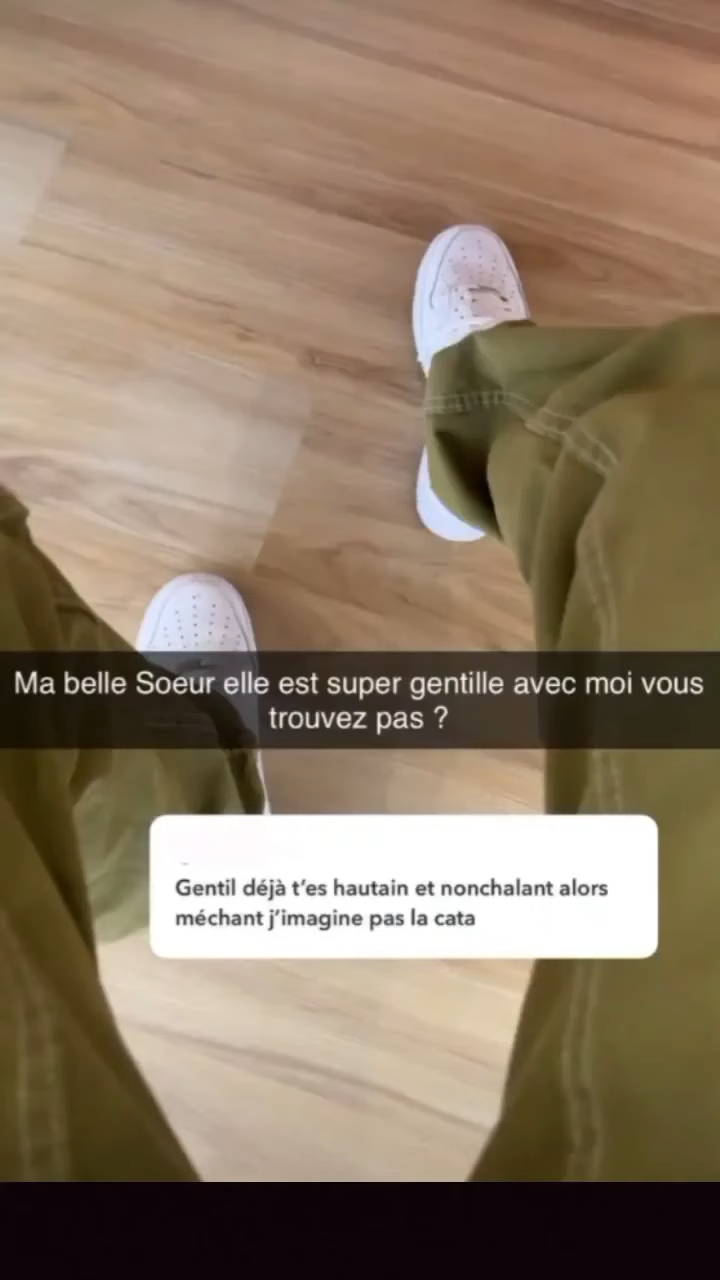 Ma belle Soeur elle est super gentille avec moi vous
trouvez pas ?
Gentil déjà t'es hautain et nonchalant alors
méchant j'imagine pas la cata